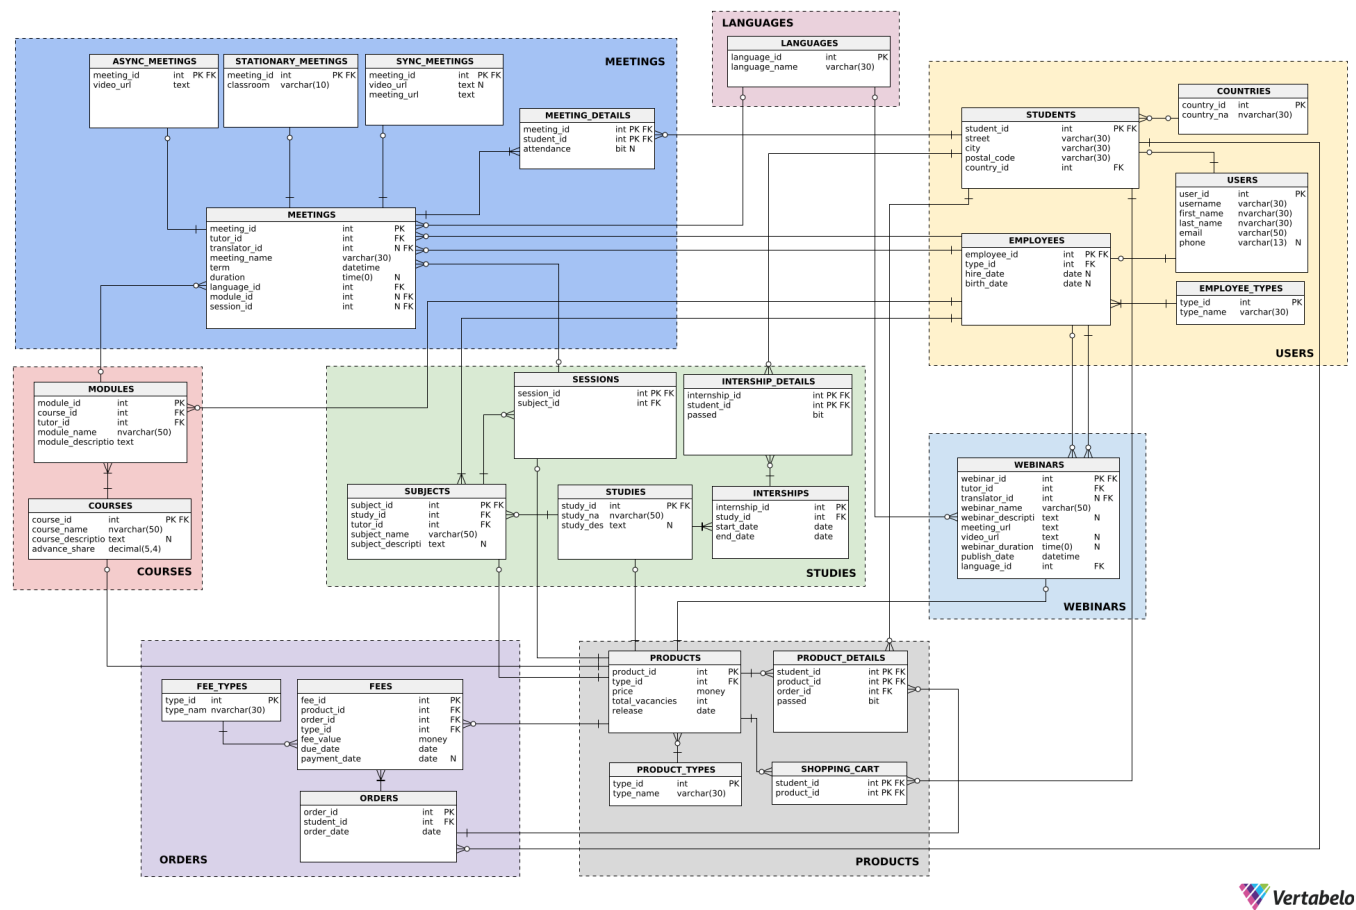 LANGUAGES
LANGUAGES
language_id int PK
language_name varchar(30)
MEETINGS
ASYNC_MEETINGS
meeting_id int PK FK
video_url text
STATIONARY_MEETINGS
meeting_id int PK FK
classroom varchar(10)
SYNC_MEETINGS
meeting_id int PK FK
video_url text N
meeting_url text
MEETING_DETAILS
meeting_id int PK FK
student_id int PK FK
attendance bit N
MEETINGS
meeting_id int PK
tutor_id int FK
translator_id int N FK
meeting_name varchar(30)
term datetime
duration time(0) N
language_id int FK
module_id int N FK
session_id int N FK
STUDENTS
student_id int PK FK
street varchar(30)
city varchar(30)
postal_code varchar(30)
country_id int FK
COUNTRIES
country_id int PK
country_na nvarchar(30)
USERS
user_id int PK
username varchar(30)
first_name nvarchar(30)
last_name nvarchar(30)
email varchar(50)
phone varchar(13) N
EMPLOYEES
employee_id int PK FK
type_id int FK
hire_date date N
birth_date date N
EMPLOYEE_TYPES
type_id int PK
type_name varchar(30)
USERS
MODULES
module_id int PK
course_id int FK
tutor_id int FK
module_name nvarchar(50)
module_descriptio text
COURSES
course_id int PK FK
course_name nvarchar(50)
course_descriptio text N
advance_share decimal(5,4)
COURSES
SESSIONS
session_id int PK FK
subject_id int FK
INTERSHIP_DETAILS
internship_id int PK FK
student_id int PK FK
passed bit
SUBJECTS
subject_id int PK FK
study_id int FK
tutor_id int FK
subject_name varchar(50)
subject_descripti text N
STUDIES
study_id int PK FK
study_na nvarchar(50)
study_des text N
INTERSHIPS
internship_id int PK
study_id int FK
start_date date
end_date date
STUDIES
WEBINARS
webinar_id int PK FK
tutor_id int FK
translator_id int N FK
webinar_name varchar(50)
webinar_descripti text N
meeting_url text
video_url text N
webinar_duration time(0) N
publish_date datetime
language_id int FK
WEBINARS
FEE_TYPES
type_id int PK
type_nam nvarchar(30)
FEES
fee_id int PK
product_id int FK
order_id int FK
type_id int FK
fee_value money
due_date date
payment_date date N
ORDERS
order_id int PK
student_id int FK
order_date date
ORDERS
PRODUCTS
product_id int PK
type_id int FK
price money
total_vacancies int
release date
PRODUCT_DETAILS
student_id int PK FK
product_id int PK FK
order_id int FK
passed bit
PRODUCT_TYPES
type_id int PK
type_name varchar(30)
SHOPPING_CART
student_id int PK FK
product_id int PK FK
PRODUCTS
Vertabelo